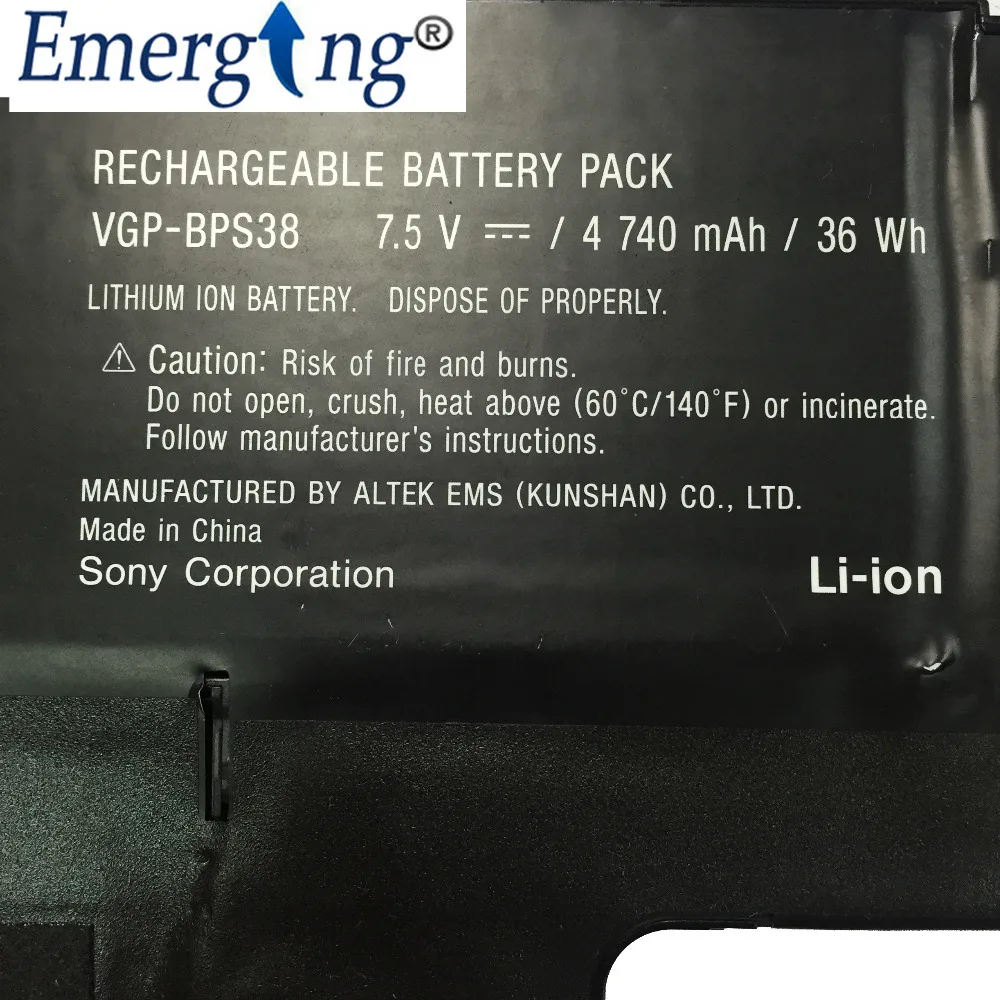 Emerging®
RECHARGEABLE BATTERY PACK
VGP-BPS38 7.5 V ⎓ / 4 740 mAh / 36 Wh
LITHIUM ION BATTERY. DISPOSE OF PROPERLY.
⚠ Caution: Risk of fire and burns.
Do not open, crush, heat above (60°C/140°F) or incinerate.
Follow manufacturer's instructions.
MANUFACTURED BY ALTEK EMS (KUNSHAN) CO., LTD.
Made in China
Sony Corporation Li-ion